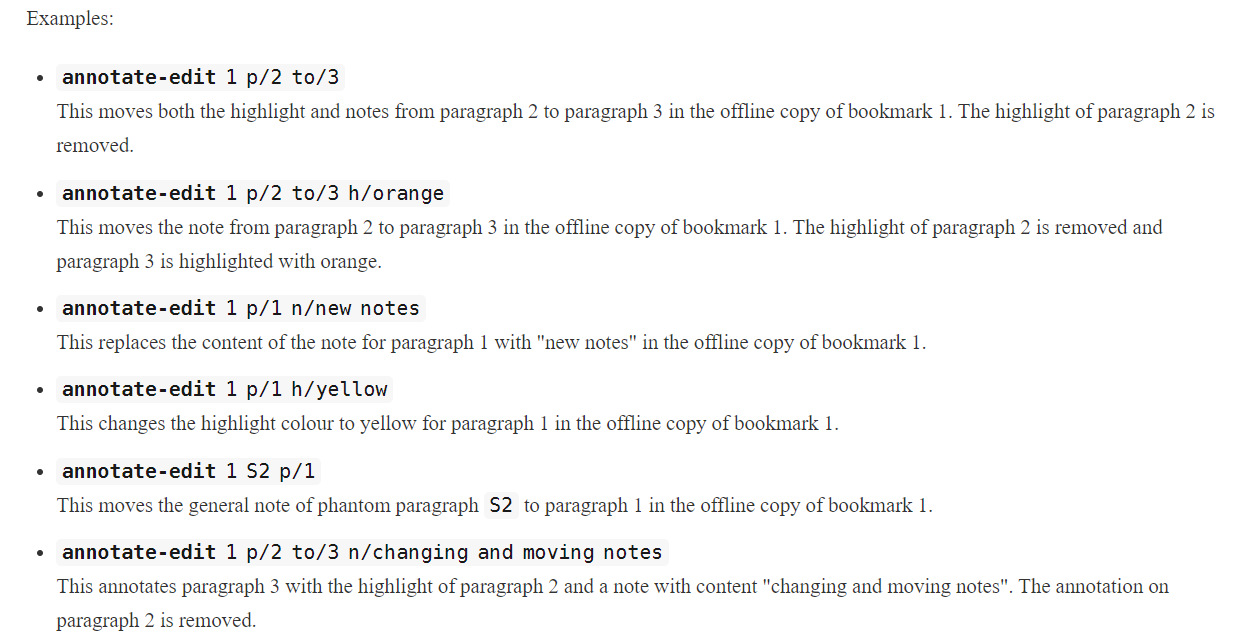 Examples:
annotate-edit 1 p/2 to/3
This moves both the highlight and notes from paragraph 2 to paragraph 3 in the offline copy of bookmark 1. The highlight of paragraph 2 is
removed.
annotate-edit 1 p/2 to/3 h/orange
This moves the note from paragraph 2 to paragraph 3 in the offline copy of bookmark 1. The highlight of paragraph 2 is removed and
paragraph 3 is highlighted with orange.
annotate-edit 1 p/1 n/new notes
This replaces the content of the note for paragraph 1 with "new notes" in the offline copy of bookmark 1.
annotate-edit 1 p/1 h/yellow
This changes the highlight colour to yellow for paragraph 1 in the offline copy of bookmark 1.
annotate-edit 1 S2 p/1
This moves the general note of phantom paragraph S2 to paragraph 1 in the offline copy of bookmark 1.
annotate-edit 1 p/2 to/3 n/changing and moving notes
This annotates paragraph 3 with the highlight of paragraph 2 and a note with content "changing and moving notes". The annotation on
paragraph 2 is removed.